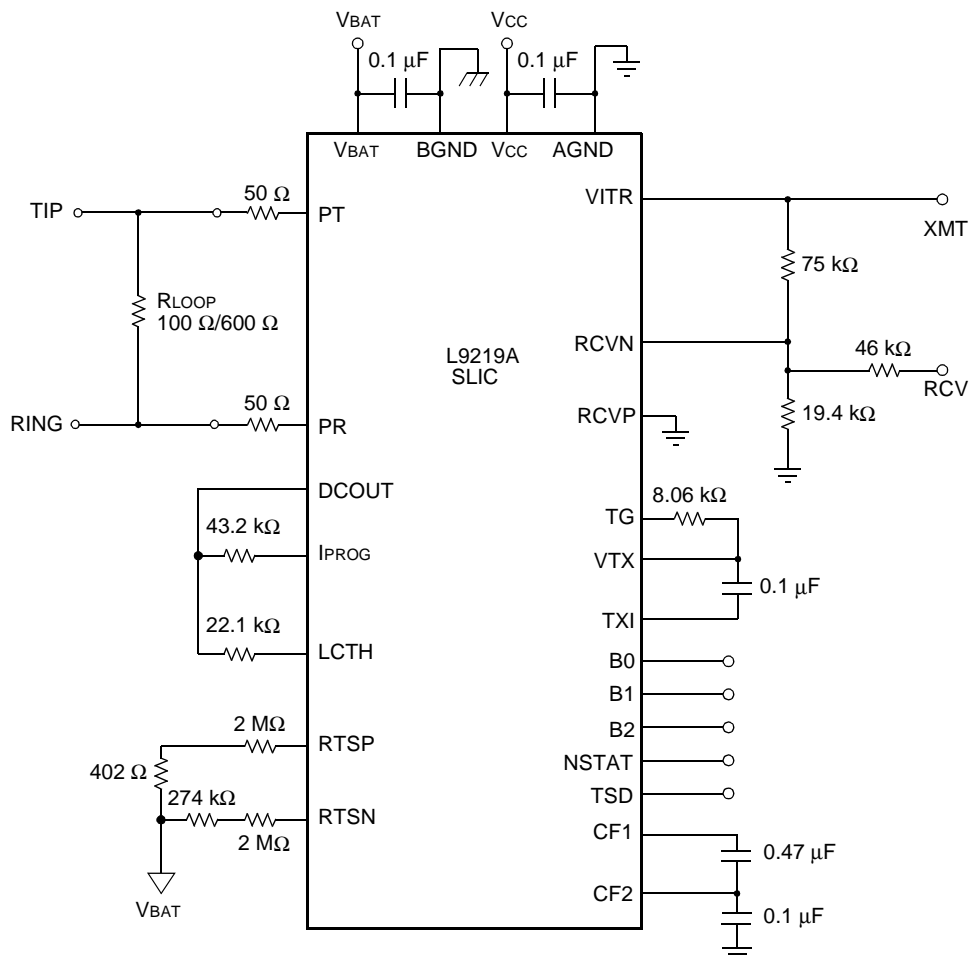 VBAT
VCC
0.1 µF
0.1 µF
VBAT
BGND
VCC
AGND
TIP
50 Ω
PT
VITR
XMT
75 kΩ
RLOOP
100 Ω/600 Ω
L9219A
SLIC
RCVN
46 kΩ
RCV
RING
50 Ω
PR
RCVP
19.4 kΩ
DCOUT
8.06 kΩ
TG
43.2 kΩ
IPROG
VTX
0.1 µF
TXI
22.1 kΩ
LCTH
B0
B1
B2
2 MΩ
RTSP
NSTAT
402 Ω
274 kΩ
TSD
RTSN
2 MΩ
CF1
0.47 µF
CF2
VBAT
0.1 µF